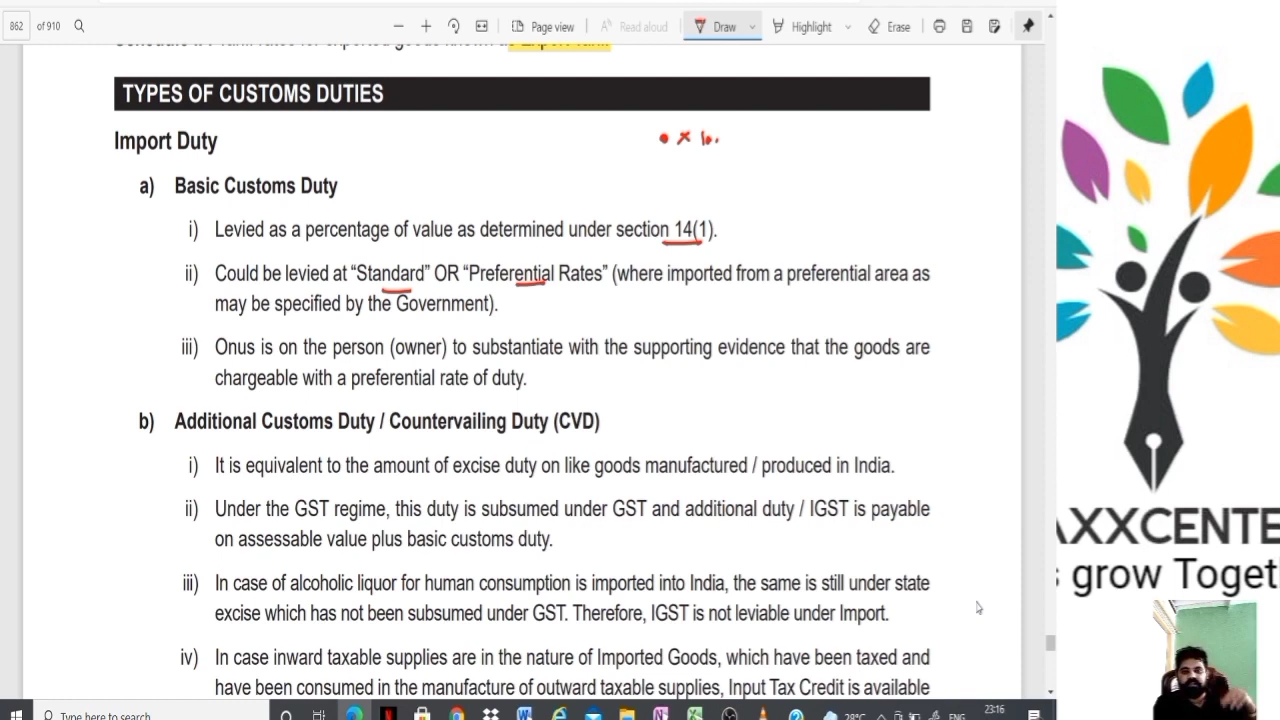 862 of 910
Page view
Read aloud
Draw
Highlight
Erase
TYPES OF CUSTOMS DUTIES
Import Duty
a) Basic Customs Duty
i) Levied as a percentage of value as determined under section 14(1).
ii) Could be levied at “Standard” OR “Preferential Rates” (where imported from a preferential area as
may be specified by the Government).
iii) Onus is on the person (owner) to substantiate with the supporting evidence that the goods are
chargeable with a preferential rate of duty.
b) Additional Customs Duty / Countervailing Duty (CVD)
i) It is equivalent to the amount of excise duty on like goods manufactured / produced in India.
ii) Under the GST regime, this duty is subsumed under GST and additional duty / IGST is payable
on assessable value plus basic customs duty.
iii) In case of alcoholic liquor for human consumption is imported into India, the same is still under state
excise which has not been subsumed under GST. Therefore, IGST is not leviable under Import.
iv) In case inward taxable supplies are in the nature of Imported Goods, which have been taxed and
have been consumed in the manufacture of outward taxable supplies, Input Tax Credit is available
AXXCENTE
s grow Togeth
Type here to search
28°C
ENG
23:16